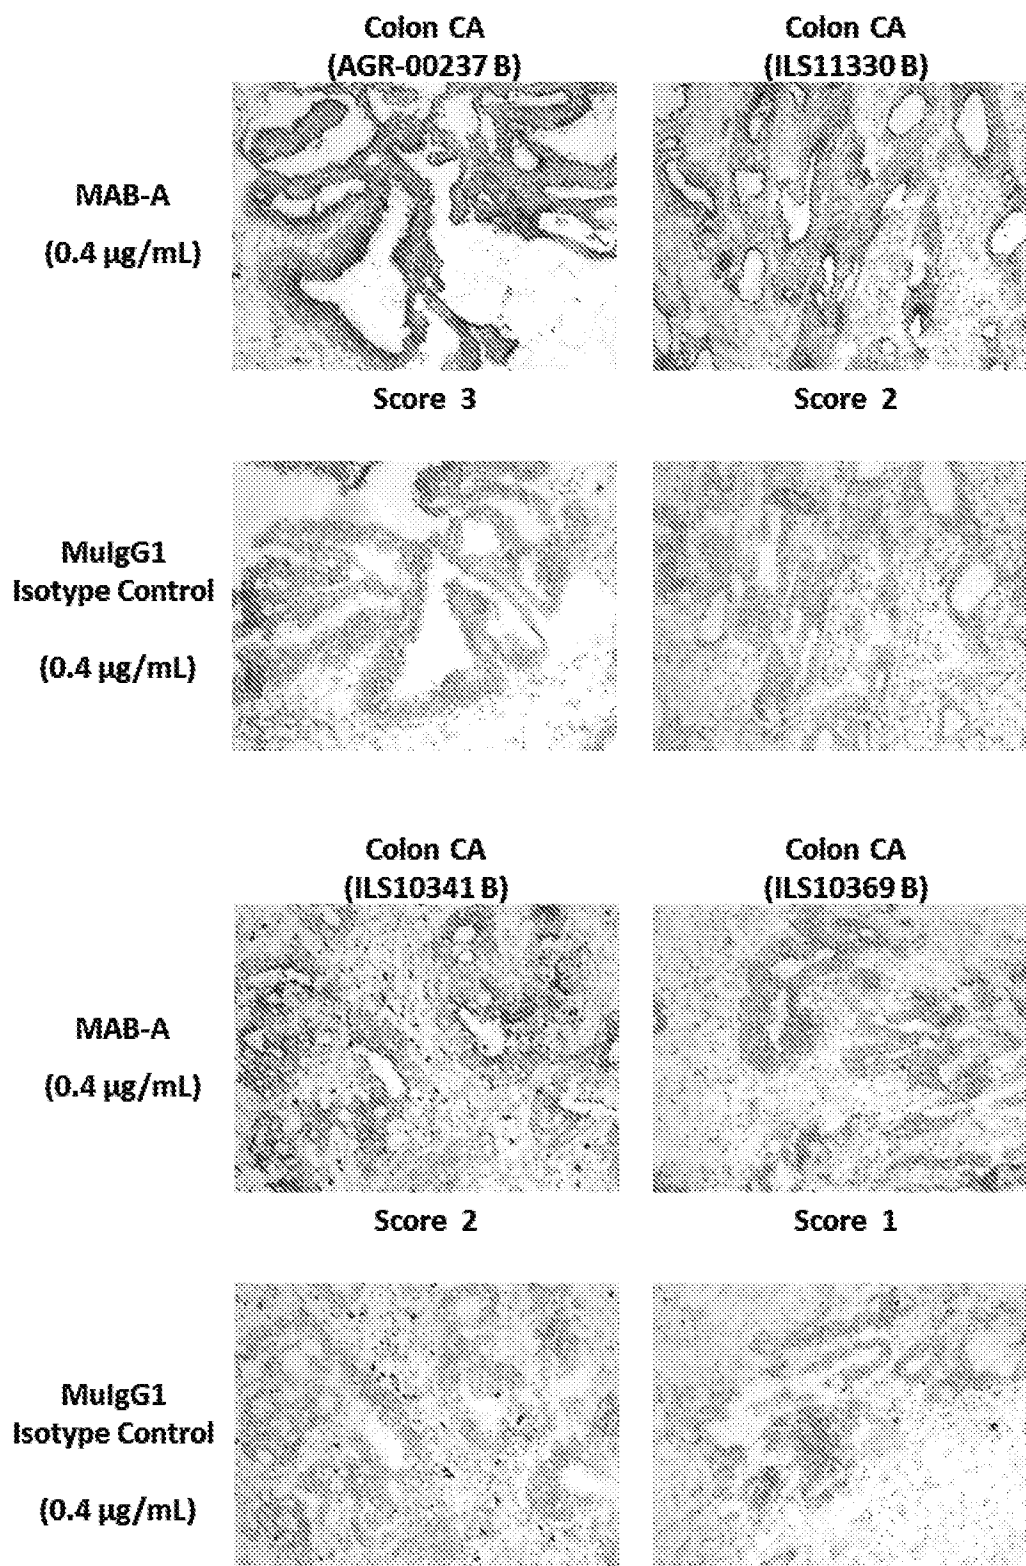 Colon CA
(AGR-00237 B)
Colon CA
(ILS11330 B)
MAB-A
(0.4 µg/mL)
Score 3
Score 2
MuIgG1
Isotype Control
(0.4 µg/mL)
Colon CA
(ILS10341 B)
Colon CA
(ILS10369 B)
MAB-A
(0.4 µg/mL)
Score 2
Score 1
MuIgG1
Isotype Control
(0.4 µg/mL)